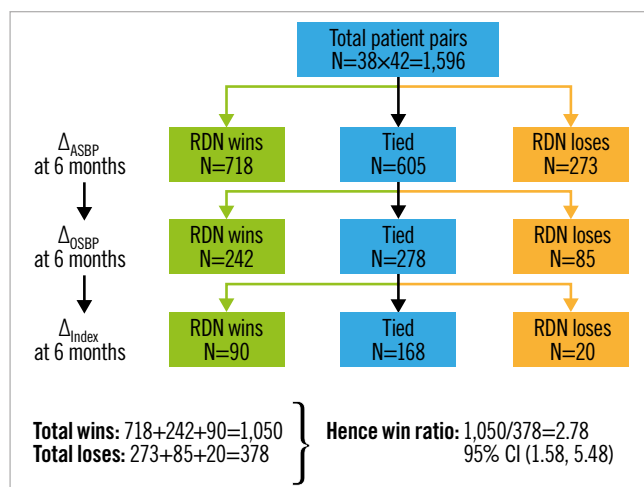 Total patient pairs
N=38×42=1,596
Δ_ASBP
at 6 months
RDN wins
N=718
Tied
N=605
RDN loses
N=273
Δ_OSBP
at 6 months
RDN wins
N=242
Tied
N=278
RDN loses
N=85
Δ_Index
at 6 months
RDN wins
N=90
Tied
N=168
RDN loses
N=20
Total wins: 718+242+90=1,050
Total loses: 273+85+20=378
Hence win ratio: 1,050/378=2.78
95% CI (1.58, 5.48)